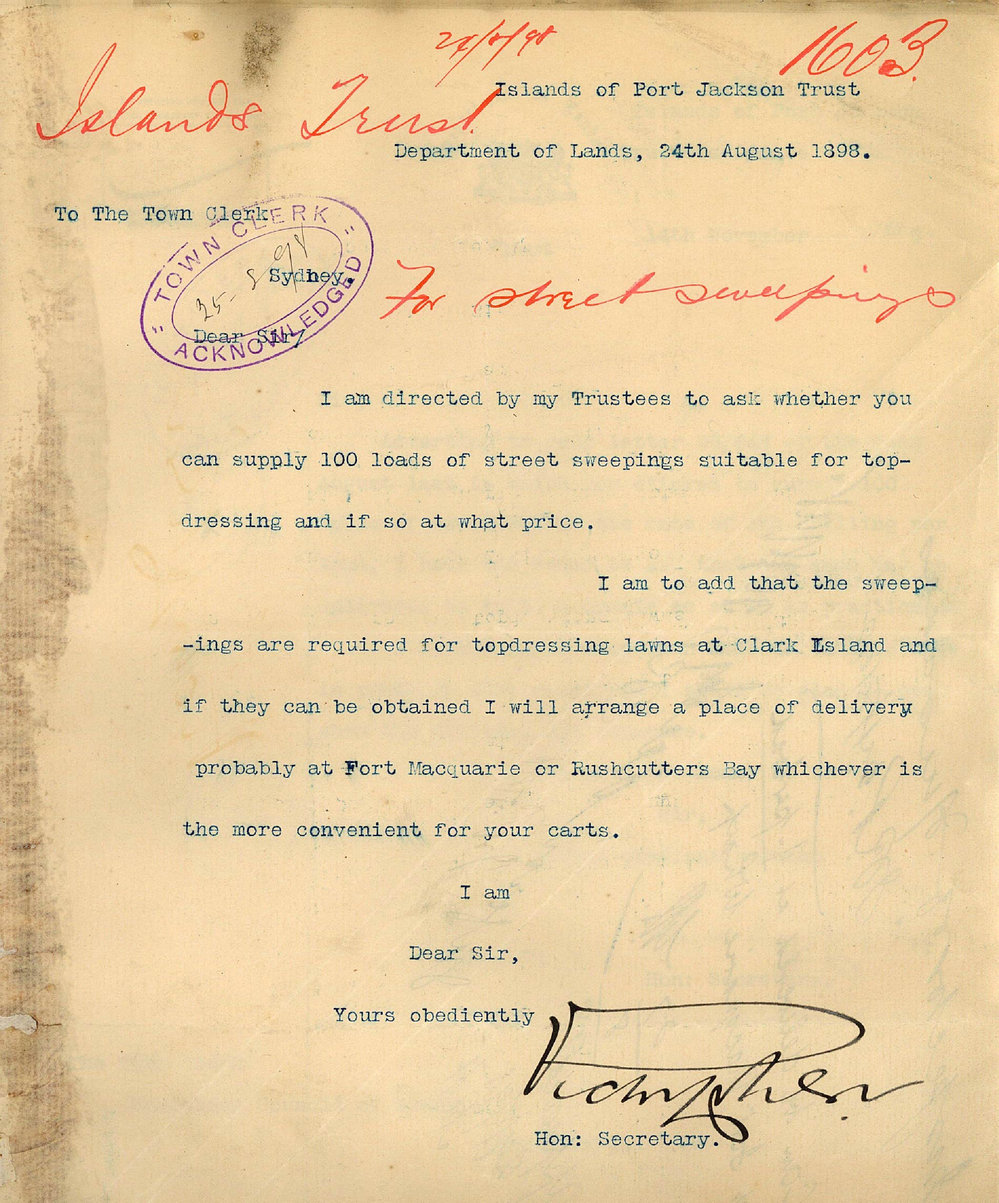 1603.
Islands Trust.
Islands of Port Jackson Trust
Department of Lands, 24th August 1898.
To The Town Clerk
Sydney.
"TOWN CLERK"
25-8-98
ACKNOWLEDGED
For street sweepings
Dear Sir,
I am directed by my Trustees to ask whether you
can supply 100 loads of street sweepings suitable for top-
dressing and if so at what price.
I am to add that the sweep-
-ings are required for topdressing lawns at Clark Island and
if they can be obtained I will arrange a place of delivery
probably at Fort Macquarie or Rushcutters Bay whichever is
the more convenient for your carts.
I am
Dear Sir,
Yours obediently
Hon: Secretary.